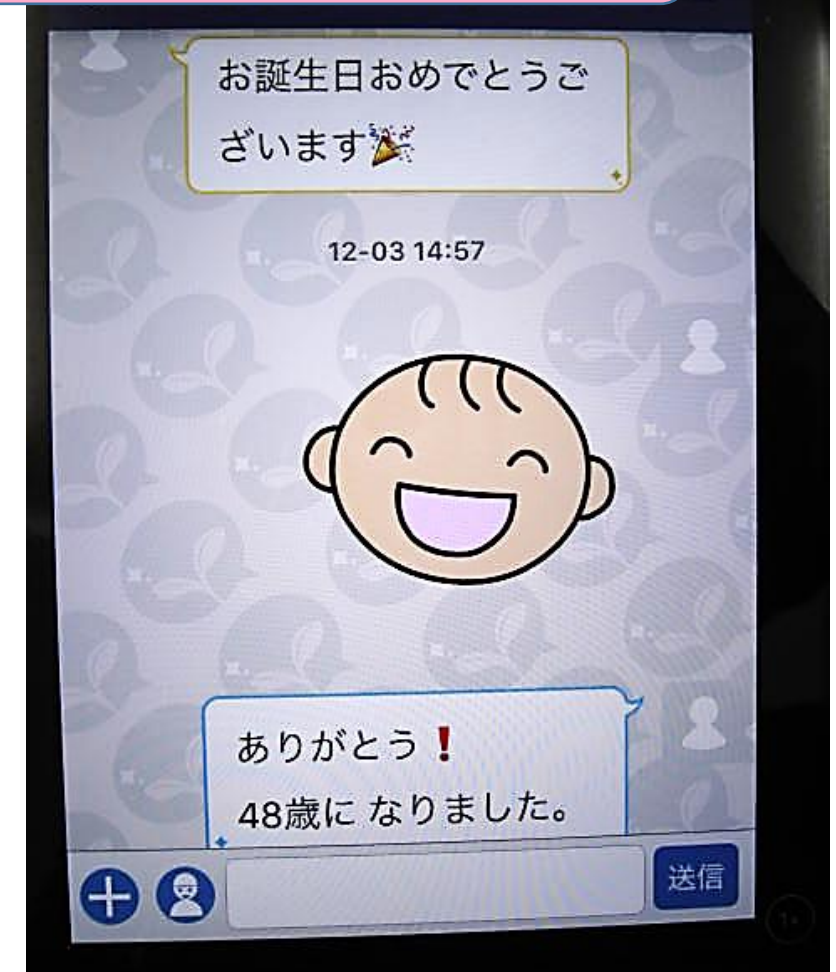 お誕生日おめでとうご
ざいます🎉
12-03 14:57
ありがとう❗
48歳に なりました。
送信